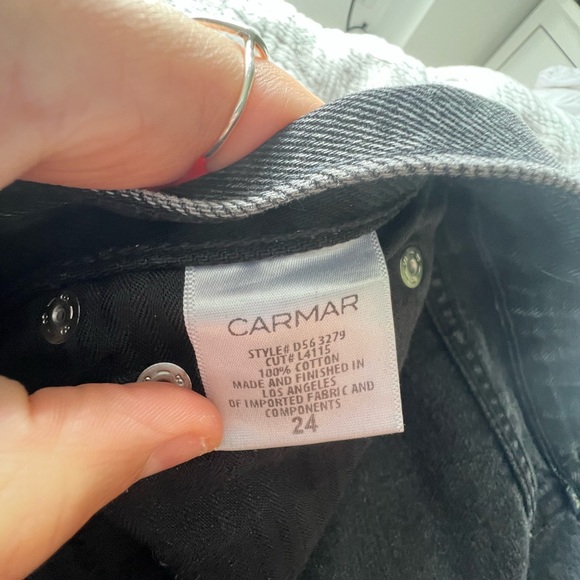 CARMAR
STYLE# D56 3279
CUT# L4115
100% COTTON
MADE AND FINISHED IN
LOS ANGELES
OF IMPORTED FABRIC AND
COMPONENTS
24